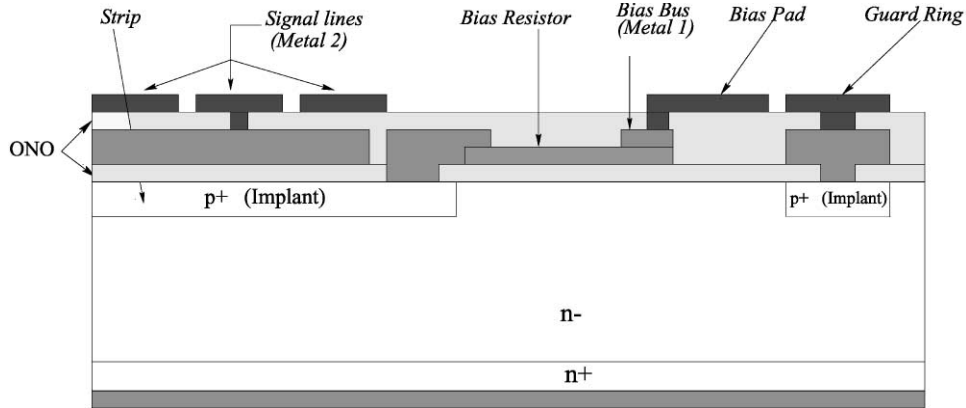 Strip
Signal lines
(Metal 2)
Bias Resistor
Bias Bus
(Metal 1)
Bias Pad
Guard Ring
ONO
p+ (Implant)
p+ (Implant)
n-
n+